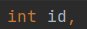 int id,